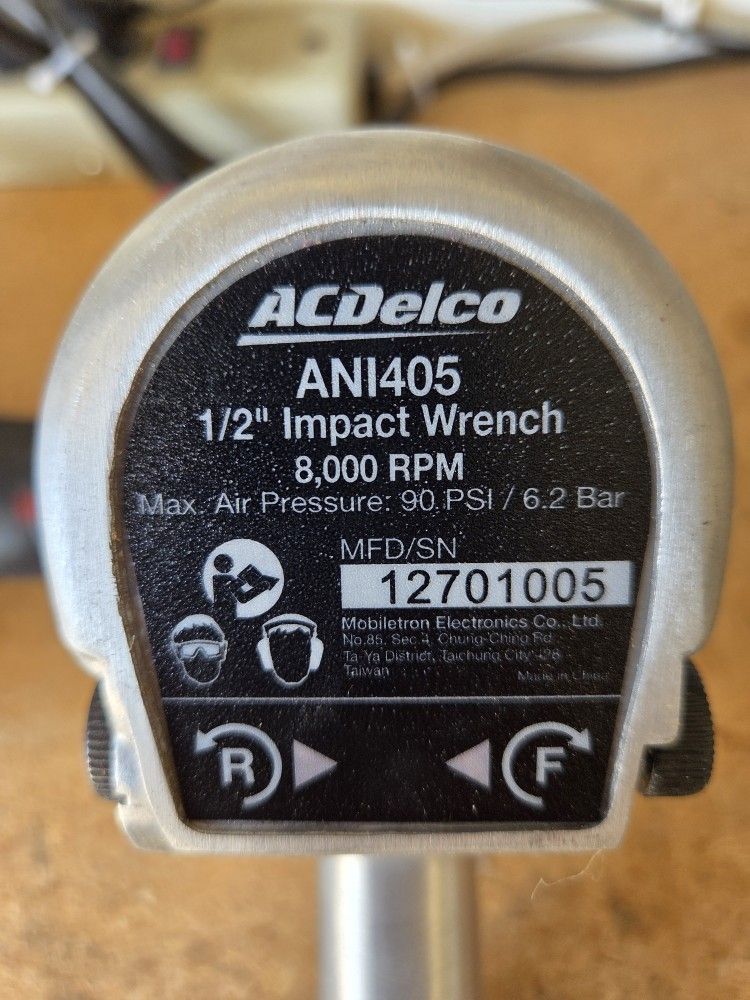 ACDelco
ANI405
1/2" Impact Wrench
8,000 RPM
Max. Air Pressure: 90 PSI / 6.2 Bar
MFD/SN
12701005
Mobiletron Electronics Co., Ltd.
No.85, Sec.4, Chung-Ching Rd
Ta-Ya District, Taichung City 428
Taiwan
Made in China
R F